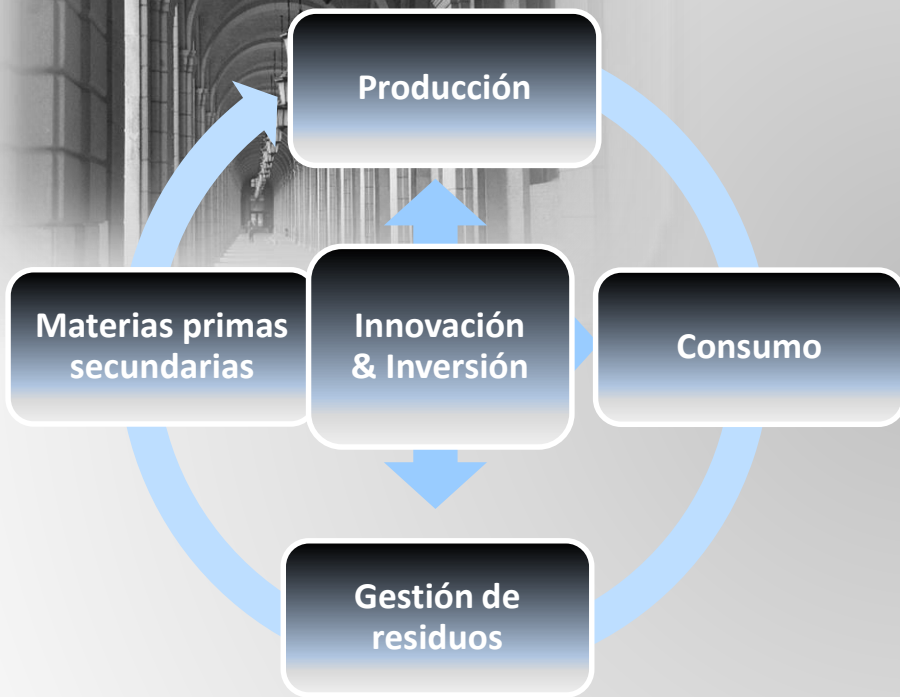 Producción
Materias primas
secundarias
Innovación
& Inversión
Consumo
Gestión de
residuos